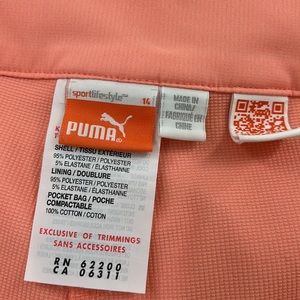 sportlifestyle
14
PUMA
MADE IN
CHINA/
FABRIQUÉ EN
CHINE
SHELL / TISSU EXTÉRIEUR
95% POLYESTER / POLYESTER
5% ELASTANE / ÉLASTHANNE
LINING / DOUBLURE
95% POLYESTER / POLYESTER
5% ELASTANE / ÉLASTHANNE
POCKET BAG / POCHE
COMPACTABLE
100% COTTON / COTON
EXCLUSIVE OF TRIMMINGS
SANS ACCESSOIRES
RN 62200
CA 06311